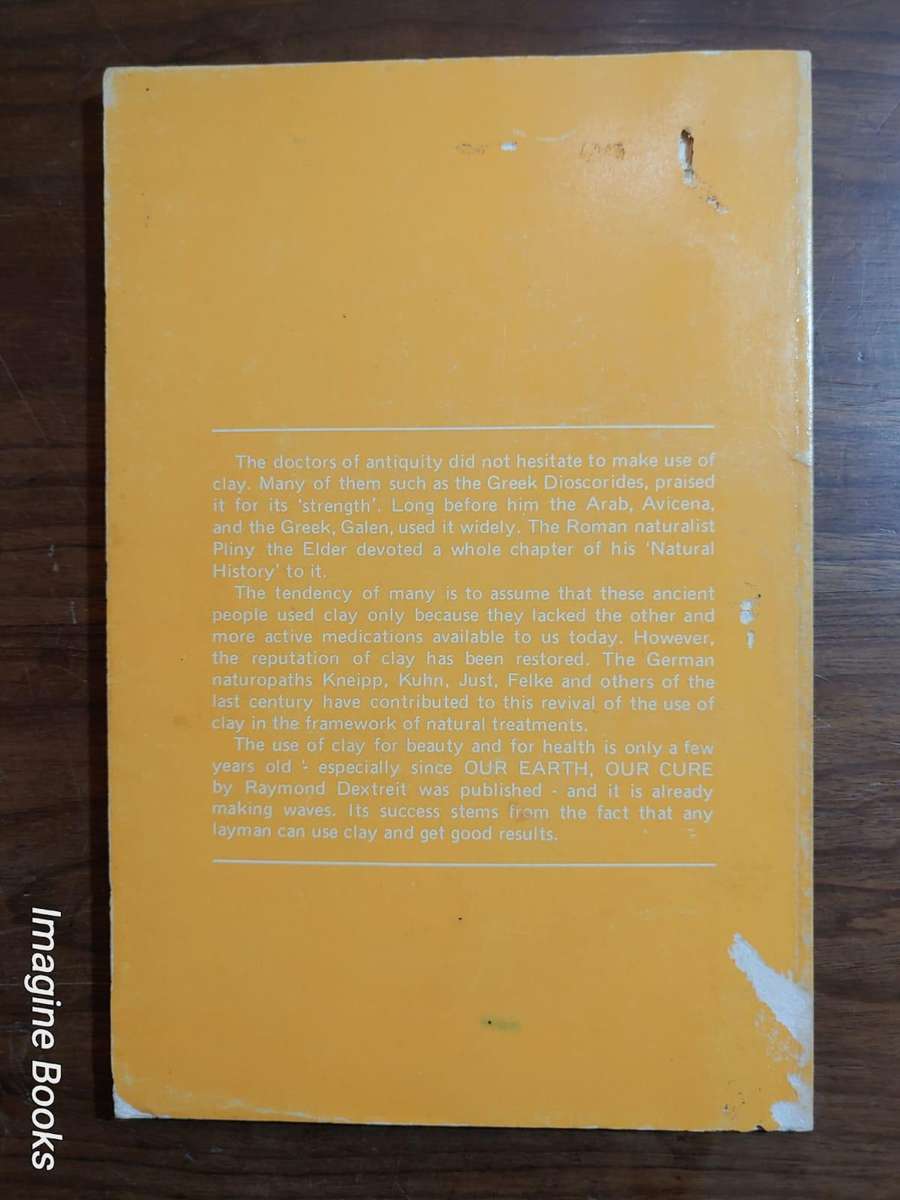 The doctors of antiquity did not hesitate to make use of
clay. Many of them such as the Greek Dioscorides, praised
it for its ‘strength’. Long before him the Arab, Avicena,
and the Greek, Galen, used it widely. The Roman naturalist
Pliny the Elder devoted a whole chapter of his ‘Natural
History’ to it.
The tendency of many is to assume that these ancient
people used clay only because they lacked the other and
more active medications available to us today. However,
the reputation of clay has been restored. The German
naturopaths Kneipp, Kuhn, Just, Felke and others of the
last century have contributed to this revival of the use of
clay in the framework of natural treatments.
The use of clay for beauty and for health is only a few
years old - especially since OUR EARTH, OUR CURE
by Raymond Dextreit was published - and it is already
making waves. Its success stems from the fact that any
layman can use clay and get good results.
Imagine Books